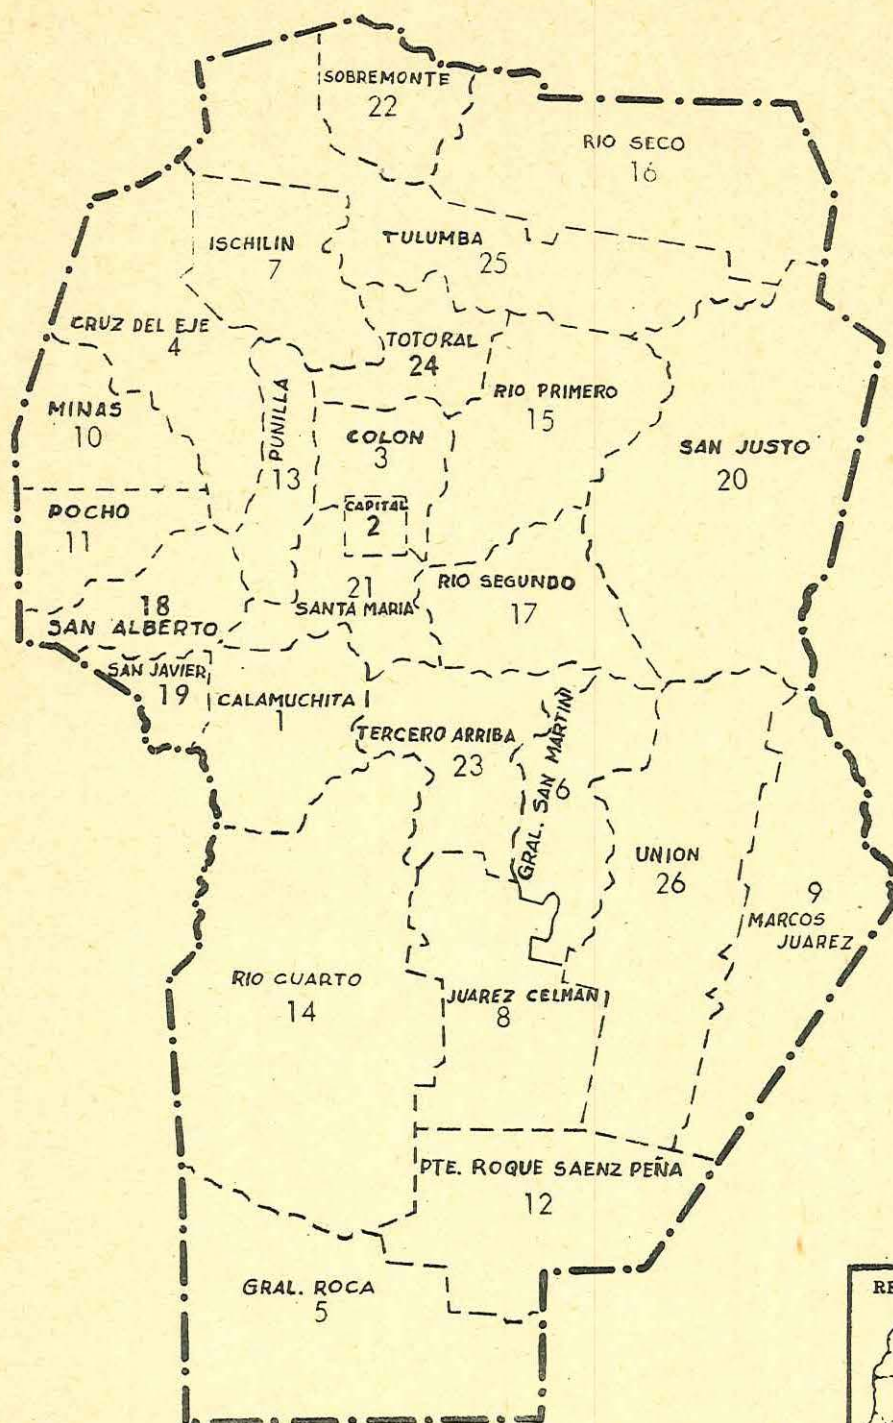 SOBREMONTE
22
RIO SECO
16
ISCHILIN
7
TULUMBA
25
CRUZ DEL EJE
4
TOTORAL
24
MINAS
10
PUNILLA
13
RIO PRIMERO
15
COLON
3
SAN JUSTO
20
CAPITAL
2
POCHO
11
RIO SEGUNDO
17
21
SANTA MARIA
18
SAN ALBERTO
SAN JAVIER
19
CALAMUCHITA
1
TERCERO ARRIBA
23
GRAL. SAN MARTIN
6
UNION
26
9
MARCOS
JUAREZ
RIO CUARTO
14
JUAREZ CELMAN
8
PTE. ROQUE SAENZ PEÑA
12
GRAL. ROCA
5